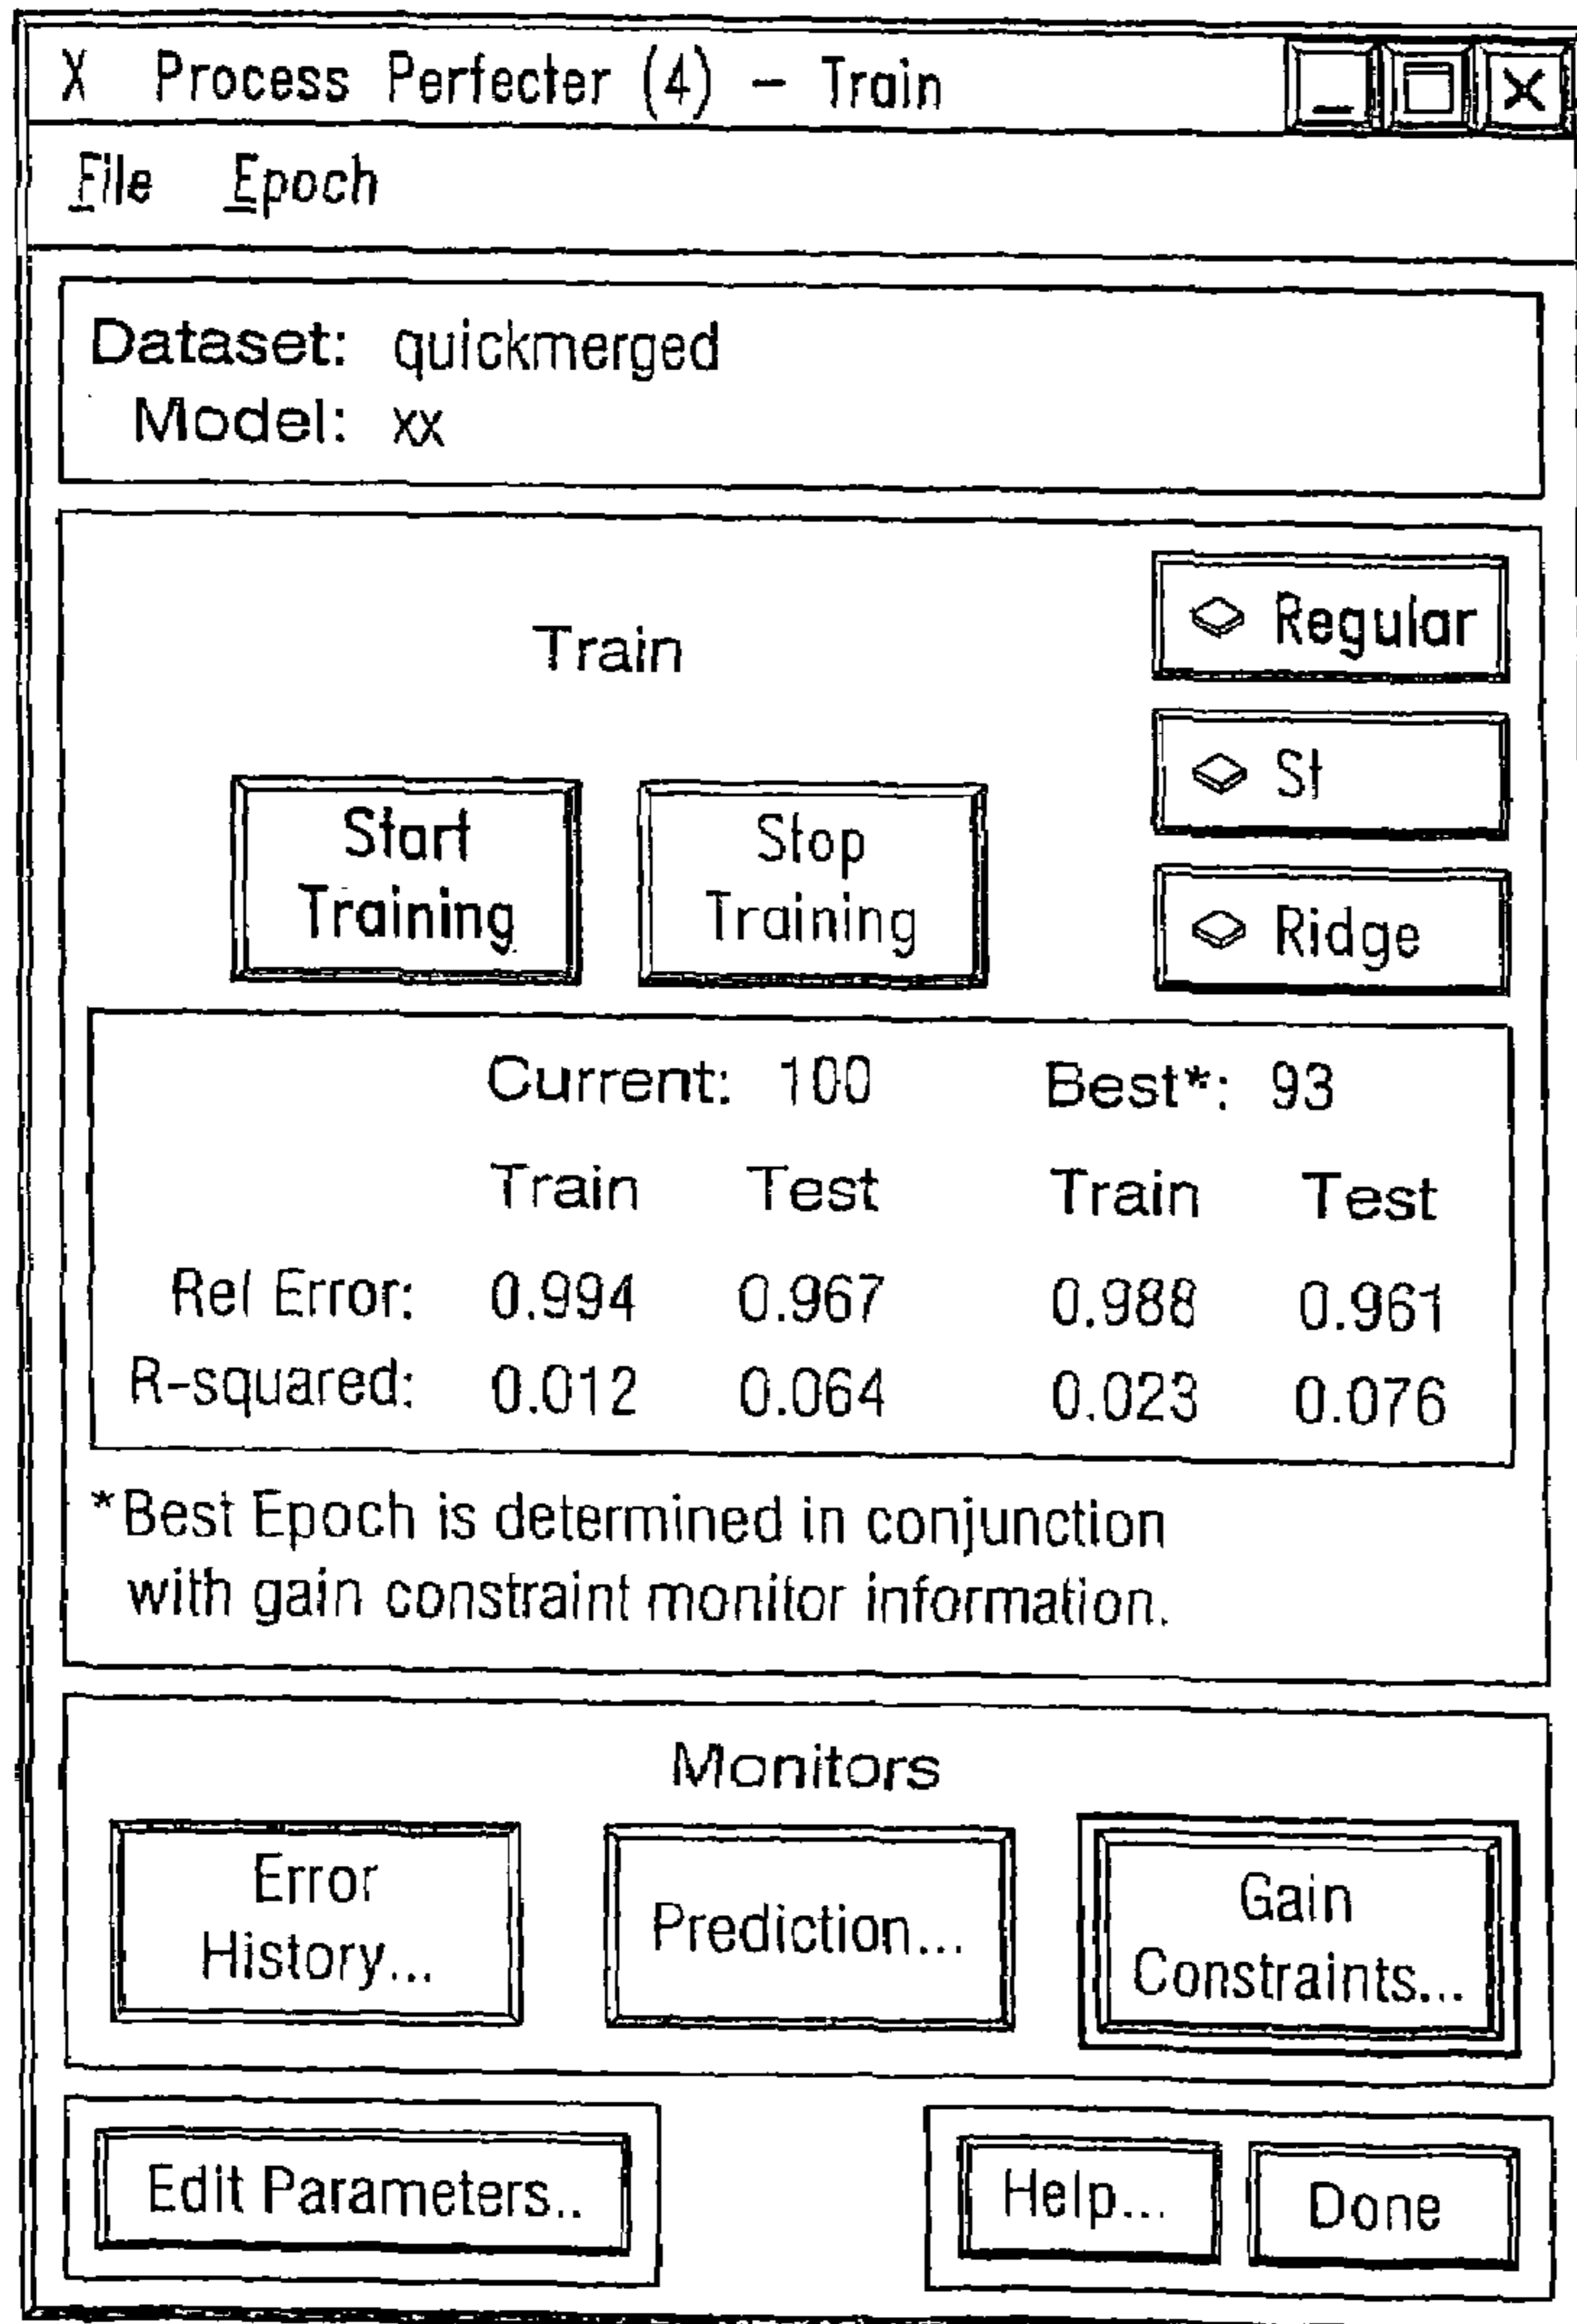 X Process Perfecter (4) – Train
File Epoch
Dataset: quickmerged
Model: xx
Train
Regular
St
Ridge
Start
Training
Stop
Training
Current: 100 Best*: 93
Train Test Train Test
Rel Error: 0.994 0.967 0.988 0.961
R-squared: 0.012 0.064 0.023 0.076
*Best Epoch is determined in conjunction
with gain constraint monitor information.
Monitors
Error
History...
Prediction...
Gain
Constraints...
Edit Parameters..
Help...
Done